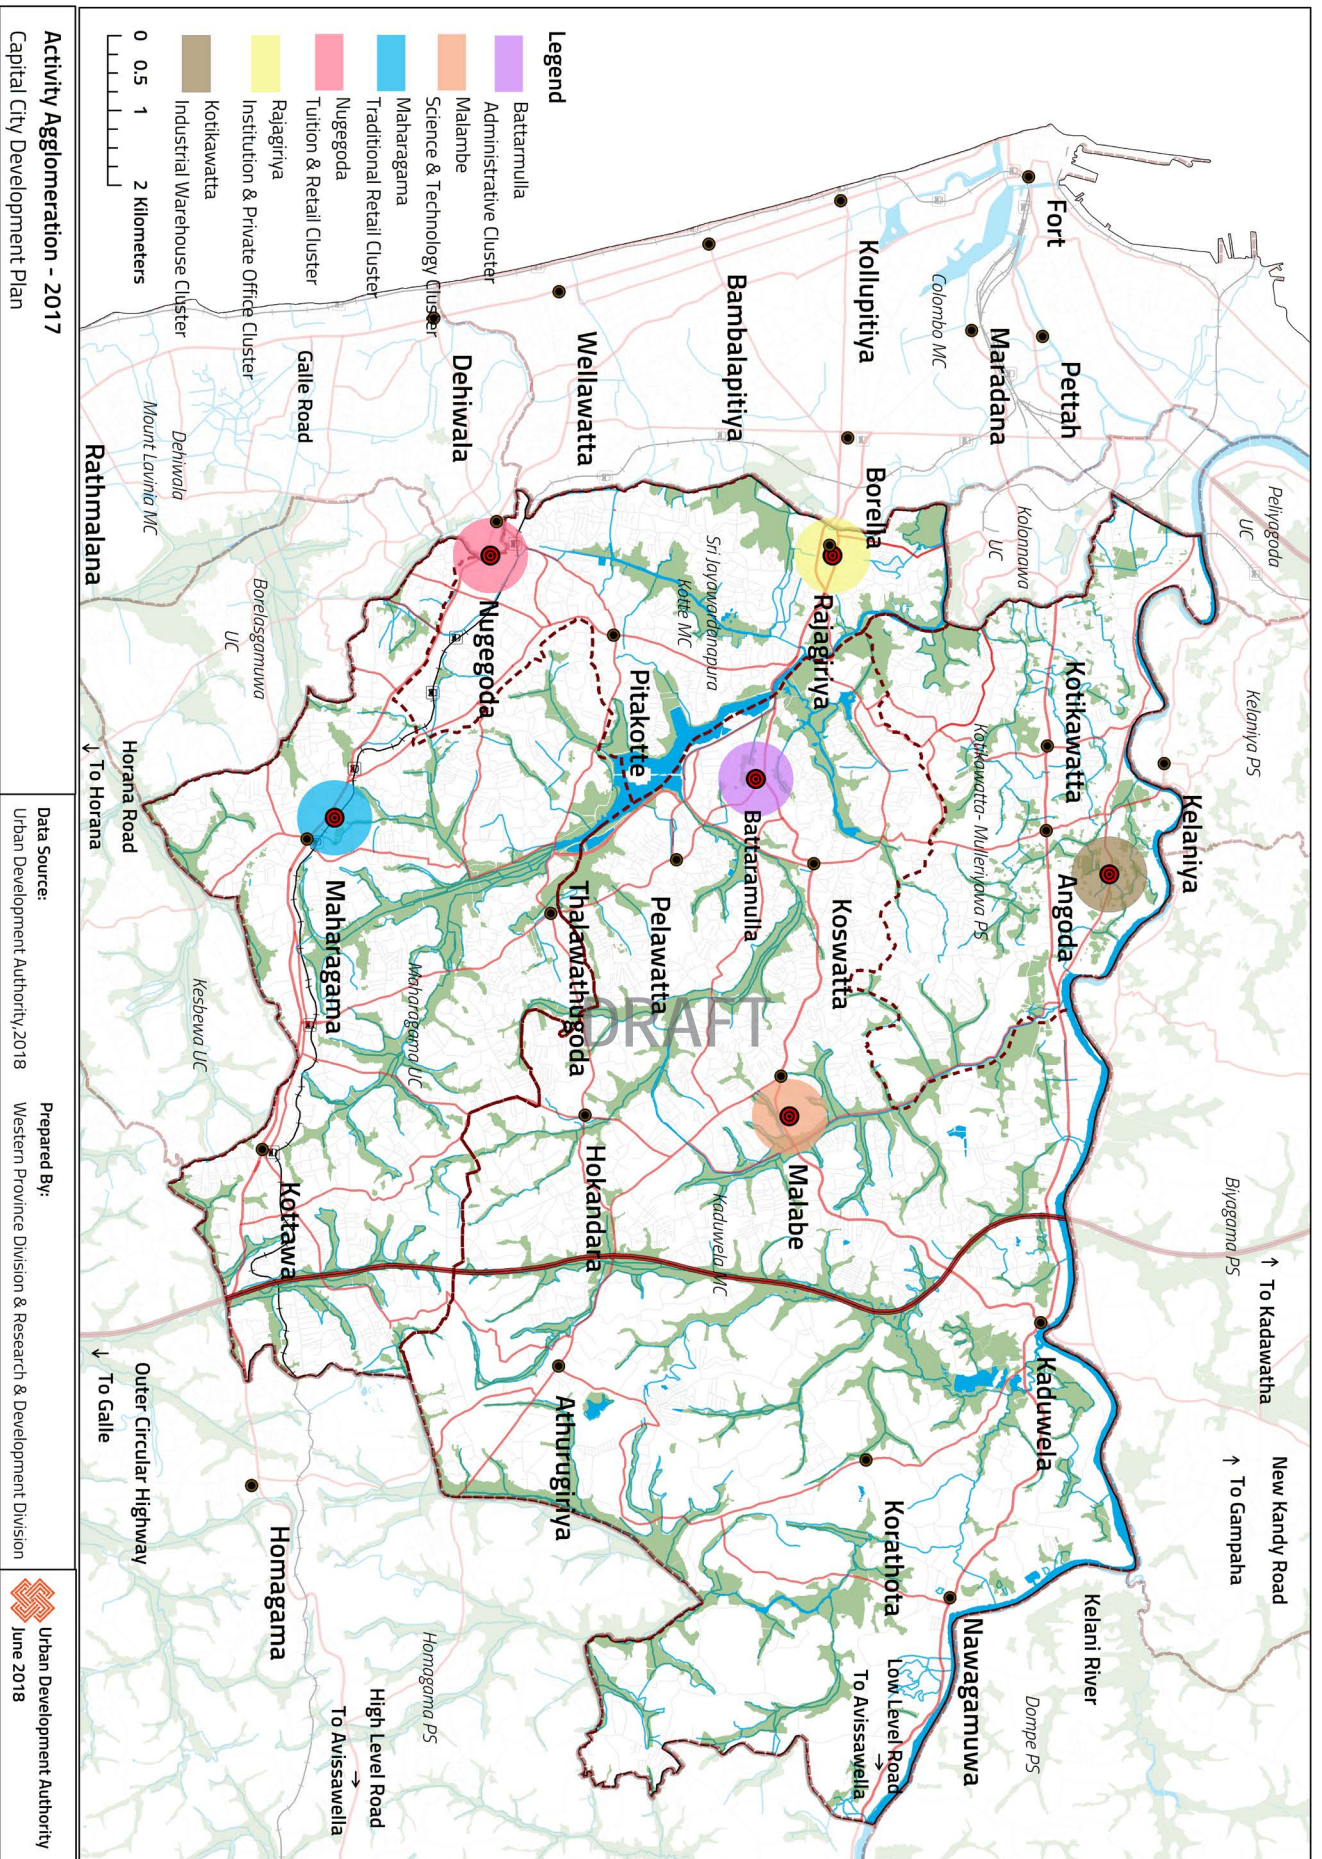 Legend
Battarmulla
Administrative Cluster
Malambe
Science & Technology Cluster
Maharagama
Traditional Retail Cluster
Nugegoda
Tuition & Retail Cluster
Rajagiriya
Institution & Private Office Cluster
Kotikawatta
Industrial Warehouse Cluster
0 0.5 1 2 Kilometers
Fort
Pettah
Maradana
Colombo MC
Kollupitiya
Bambalapitiya
Wellawatta
Dehiwala
Galle Road
Dehiwala
Mount Lavinia MC
Rathmalana
Borella
Kolonnawa
UC
Peliyagoda
UC
Kelaniya PS
Sri Jayawardenapura
Kotte MC
Rajagiriya
Nugegoda
Borelasgamuwa
UC
Pitakotte
Kotikawatta
Kotikawatta- Mulleriyawa PS
Kelaniya
Angoda
Battaramulla
Koswatta
Pelawatta
Thalawathugoda
Maharagama
Maharagama UC
Kesbewa UC
Horana Road
↓ To Horana
DRAFT
Malabe
Hokandara
Kaduwela MC
Kottawa
Biyagama PS
↑ To Kadawatha
New Kandy Road
↑ To Gampaha
Kaduwela
Athurugiriya
Korathota
Outer Circular Highway
↓ To Galle
Homagama
Homagama PS
Kelani River
Nawagamuwa
Dompe PS
Low Level Road
To Avissawella →
High Level Road
To Avissawella →
Activity Agglomeration - 2017
Capital City Development Plan
Data Source:
Urban Development Authority,2018
Prepared By:
Western Province Division & Research & Development Division
Urban Development Authority
June 2018